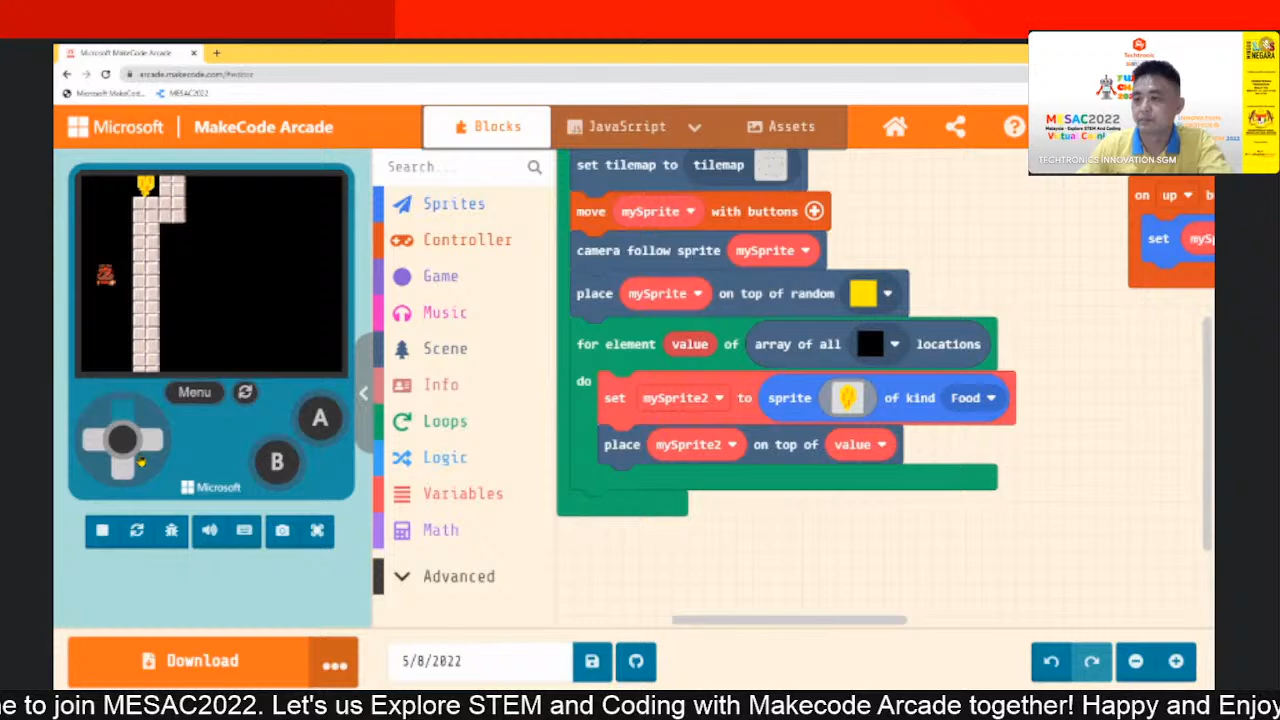 Microsoft MakeCode Arcade
arcade.makecode.com/#editor
Microsoft MakeCod...
MESAC2022
Microsoft
MakeCode Arcade
Blocks
JavaScript
Assets
Search...
Sprites
Controller
Game
Music
Scene
Info
Loops
Logic
Variables
Math
Advanced
Menu
A
B
Microsoft
set tilemap to tilemap
move mySprite with buttons
camera follow sprite mySprite
place mySprite on top of random
for element value of array of all locations
do
set mySprite2 to sprite of kind Food
place mySprite2 on top of value
on up b
set mySp
Download
5/8/2022
Techtronic
MESAC2022
TECHTRONICS INNOVATION SGM
NEGARA
e to join MESAC2022. Let's us Explore STEM and Coding with Makecode Arcade together! Happy and Enjoy